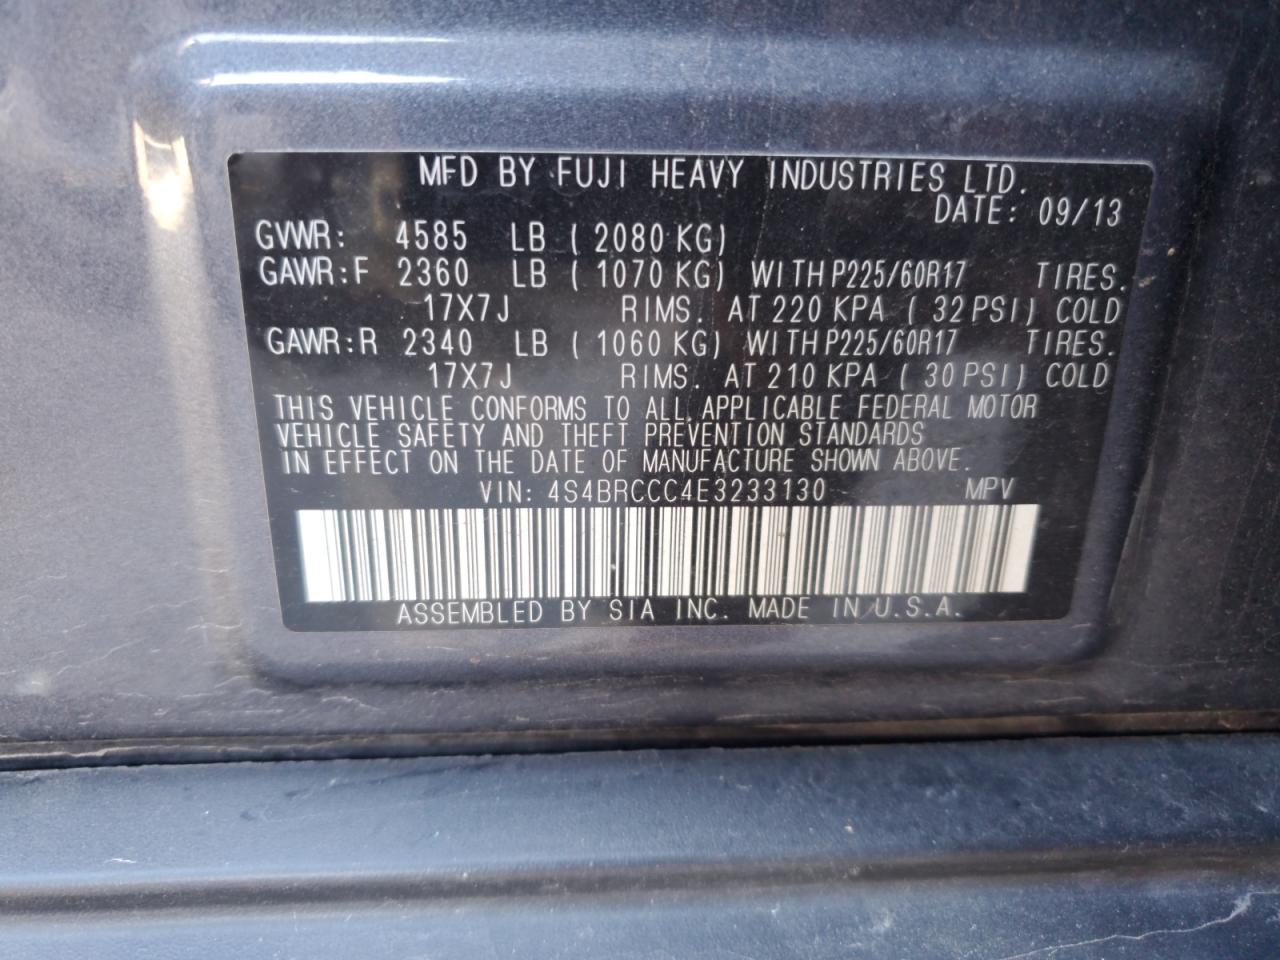 MFD BY FUJI HEAVY INDUSTRIES LTD.
DATE: 09/13
GVWR: 4585 LB ( 2080 KG)
GAWR:F 2360 LB ( 1070 KG) WITH P225/60R17 TIRES.
17X7J RIMS. AT 220 KPA ( 32 PSI) COLD
GAWR:R 2340 LB ( 1060 KG) WITH P225/60R17 TIRES.
17X7J RIMS. AT 210 KPA ( 30 PSI) COLD
THIS VEHICLE CONFORMS TO ALL APPLICABLE FEDERAL MOTOR
VEHICLE SAFETY AND THEFT PREVENTION STANDARDS
IN EFFECT ON THE DATE OF MANUFACTURE SHOWN ABOVE.
VIN: 4S4BRCCC4E3233130 MPV
ASSEMBLED BY SIA INC. MADE IN U.S.A.